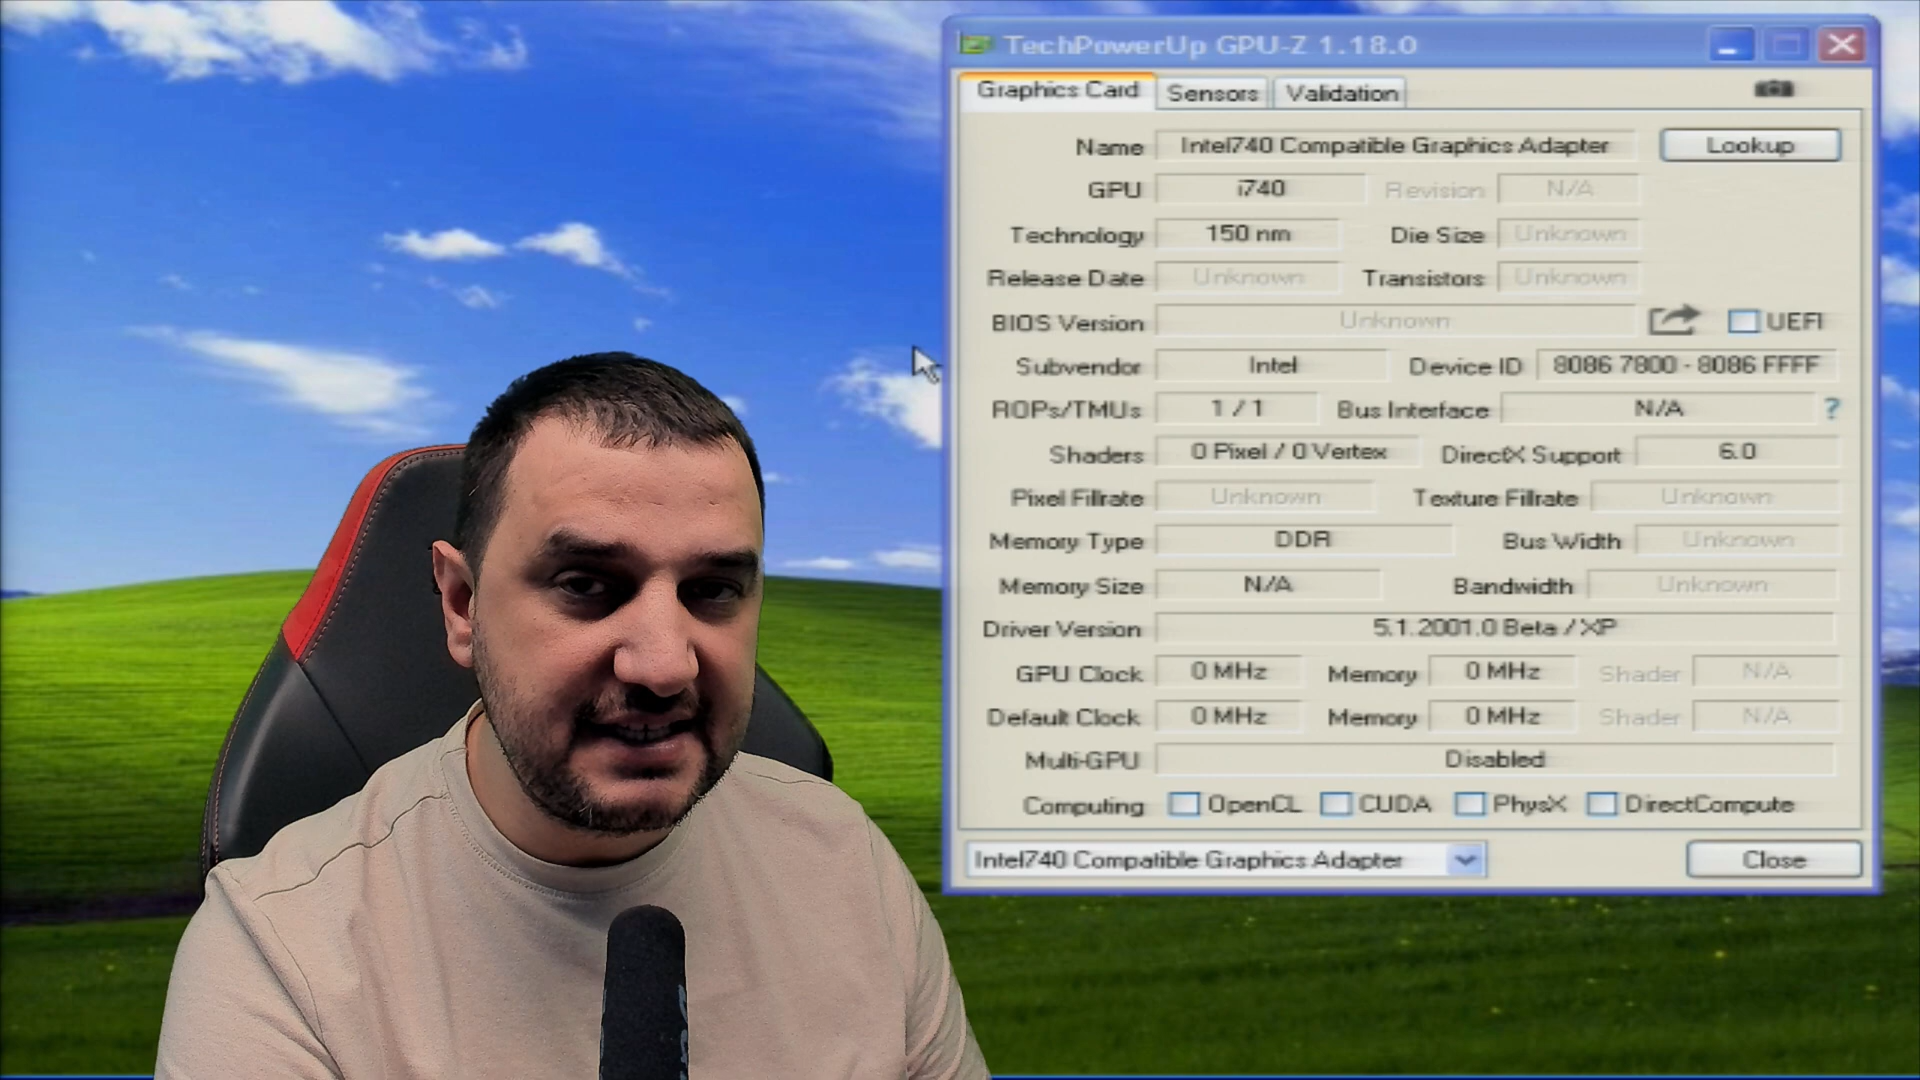 TechPowerUp GPU-Z 1.18.0
Graphics Card Sensors Validation
Name Intel740 Compatible Graphics Adapter Lookup
GPU i740 Revision N/A
Technology 150 nm Die Size Unknown
Release Date Unknown Transistors Unknown
BIOS Version Unknown UEFI
Subvendor Intel Device ID 8086 7800 - 8086 FFFF
ROPs/TMUs 1 / 1 Bus Interface N/A ?
Shaders 0 Pixel / 0 Vertex DirectX Support 6.0
Pixel Fillrate Unknown Texture Fillrate Unknown
Memory Type DDR Bus Width Unknown
Memory Size N/A Bandwidth Unknown
Driver Version 5.1.2001.0 Beta / XP
GPU Clock 0 MHz Memory 0 MHz Shader N/A
Default Clock 0 MHz Memory 0 MHz Shader N/A
Multi-GPU Disabled
Computing OpenCL CUDA PhysX DirectCompute
Intel740 Compatible Graphics Adapter Close